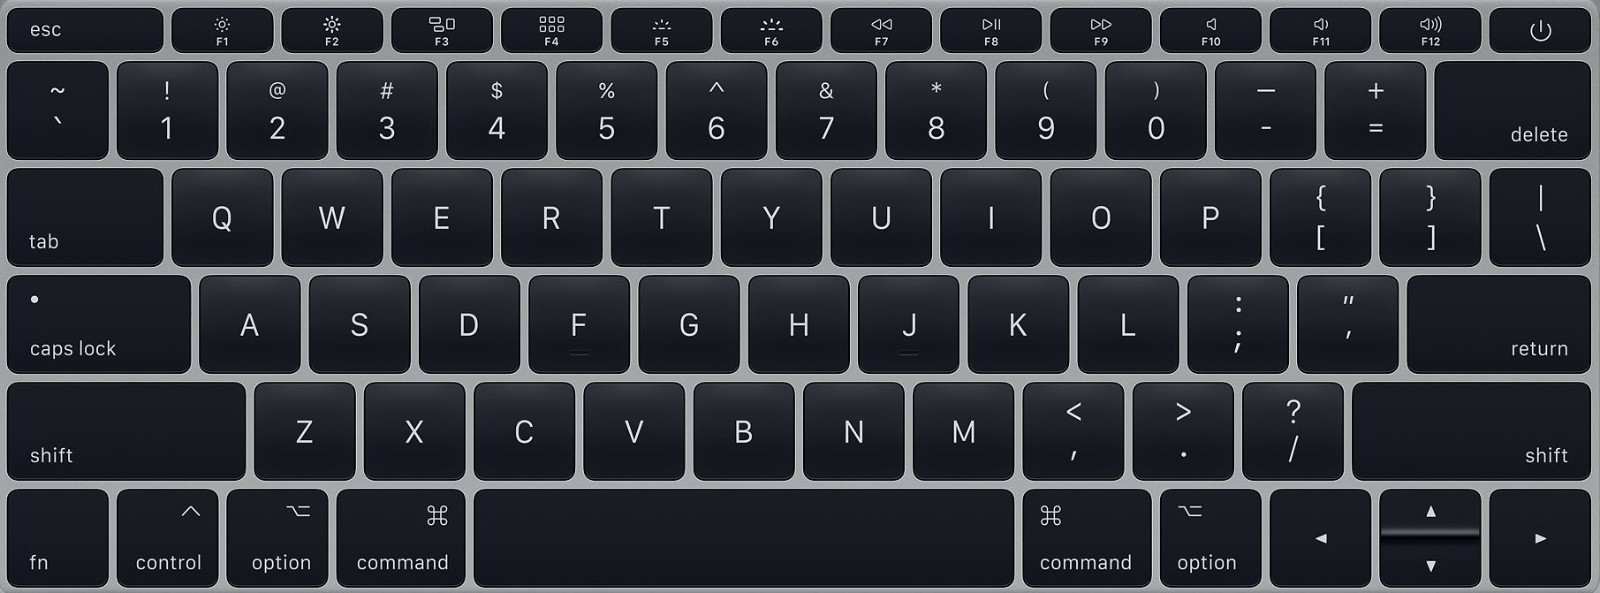 esc F1 F2 F3 F4 F5 F6 F7 F8 F9 F10 F11 F12
~ ! @ # $ % ^ & * ( ) — +
` 1 2 3 4 5 6 7 8 9 0 - = delete
tab Q W E R T Y U I O P { } |
[ ] \
caps lock A S D F G H J K L : "
; ' return
shift Z X C V B N M < > ?
, . / shift
fn control option command command option